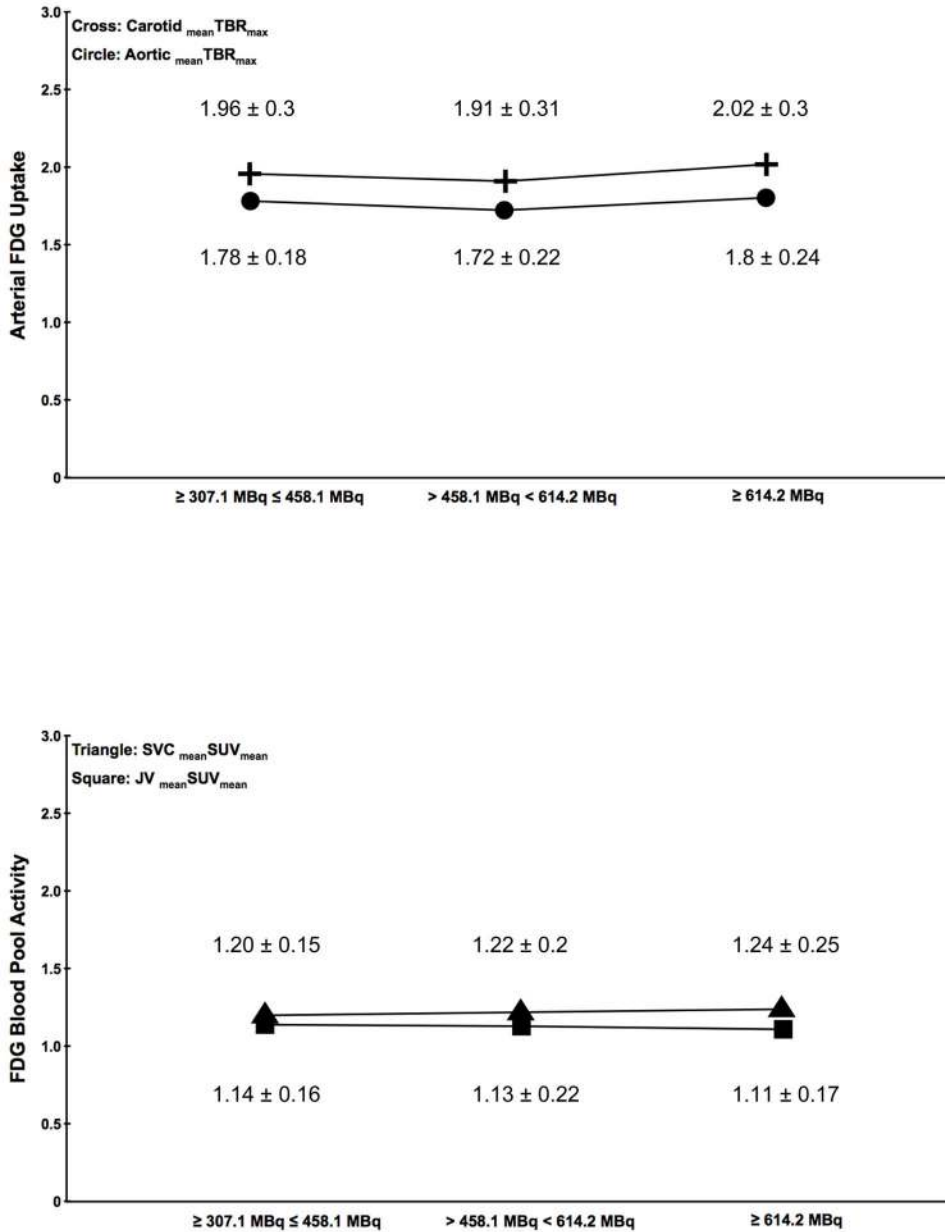 3.0
Cross: Carotid meanTBRmax
Circle: Aortic meanTBRmax
2.5
1.96 ± 0.3 1.91 ± 0.31 2.02 ± 0.3
2.0
1.5
1.78 ± 0.18 1.72 ± 0.22 1.8 ± 0.24
1.0
0.5
0
Arterial FDG Uptake
≥ 307.1 MBq ≤ 458.1 MBq > 458.1 MBq < 614.2 MBq ≥ 614.2 MBq
3.0
Triangle: SVC meanSUVmean
Square: JV meanSUVmean
2.5
2.0
1.20 ± 0.15 1.22 ± 0.2 1.24 ± 0.25
1.5
1.0
1.14 ± 0.16 1.13 ± 0.22 1.11 ± 0.17
0.5
0
FDG Blood Pool Activity
≥ 307.1 MBq ≤ 458.1 MBq > 458.1 MBq < 614.2 MBq ≥ 614.2 MBq